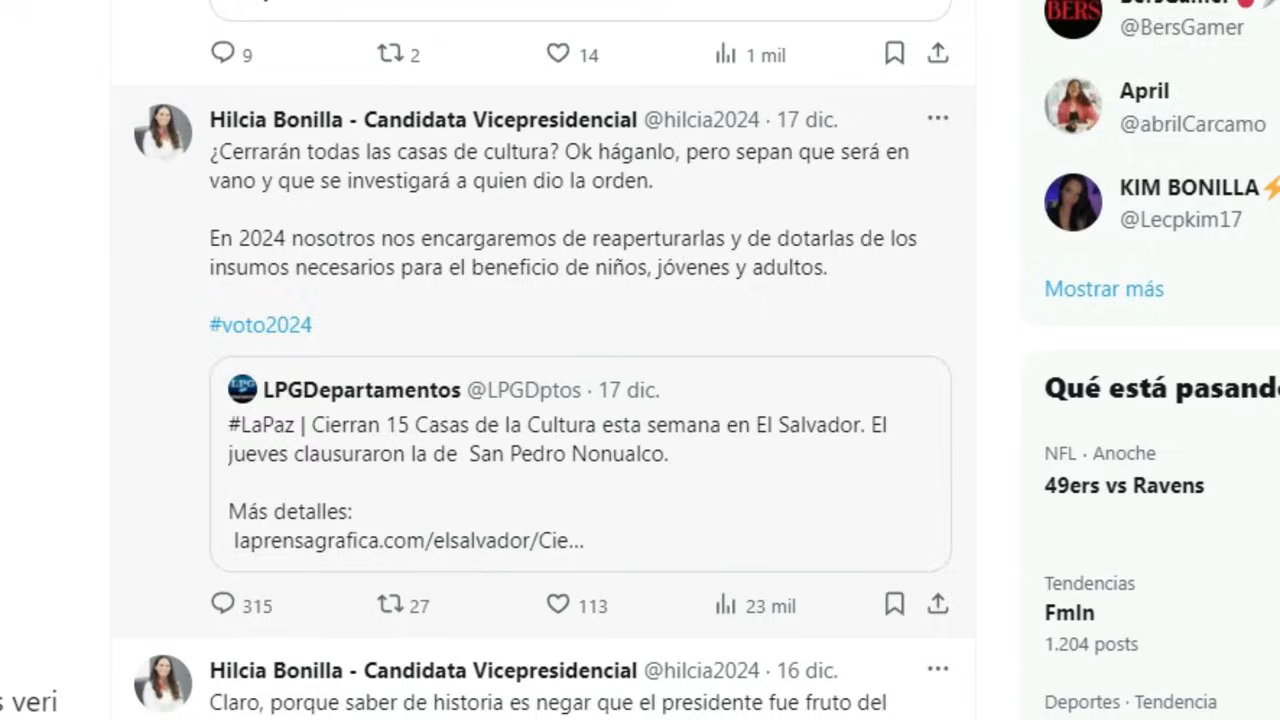 9 2 14 1 mil
Hilcia Bonilla - Candidata Vicepresidencial @hilcia2024 · 17 dic.
¿Cerrarán todas las casas de cultura? Ok háganlo, pero sepan que será en
vano y que se investigará a quien dio la orden.
En 2024 nosotros nos encargaremos de reaperturarlas y de dotarlas de los
insumos necesarios para el beneficio de niños, jóvenes y adultos.
#voto2024
LPG LPGDepartamentos @LPGDptos · 17 dic.
#LaPaz | Cierran 15 Casas de la Cultura esta semana en El Salvador. El
jueves clausuraron la de San Pedro Nonualco.
Más detalles:
laprensagrafica.com/elsalvador/Cie...
315 27 113 23 mil
Hilcia Bonilla - Candidata Vicepresidencial @hilcia2024 · 16 dic.
Claro, porque saber de historia es negar que el presidente fue fruto del
s veri
BERS
BersGamer
@BersGamer
April
@abrilCarcamo
KIM BONILLA
@Lecpkim17
Mostrar más
Qué está pasand
NFL · Anoche
49ers vs Ravens
Tendencias
Fmln
1.204 posts
Deportes · Tendencia